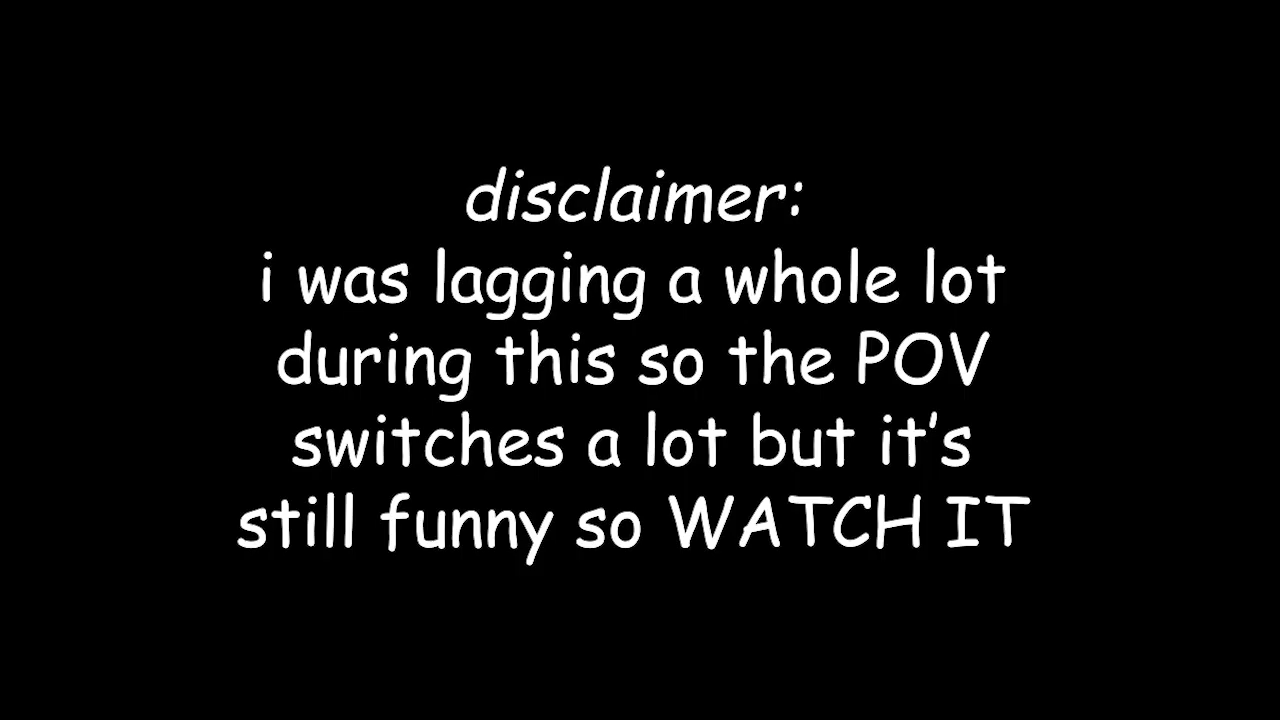 disclaimer:
i was lagging a whole lot
during this so the POV
switches a lot but it’s
still funny so WATCH IT